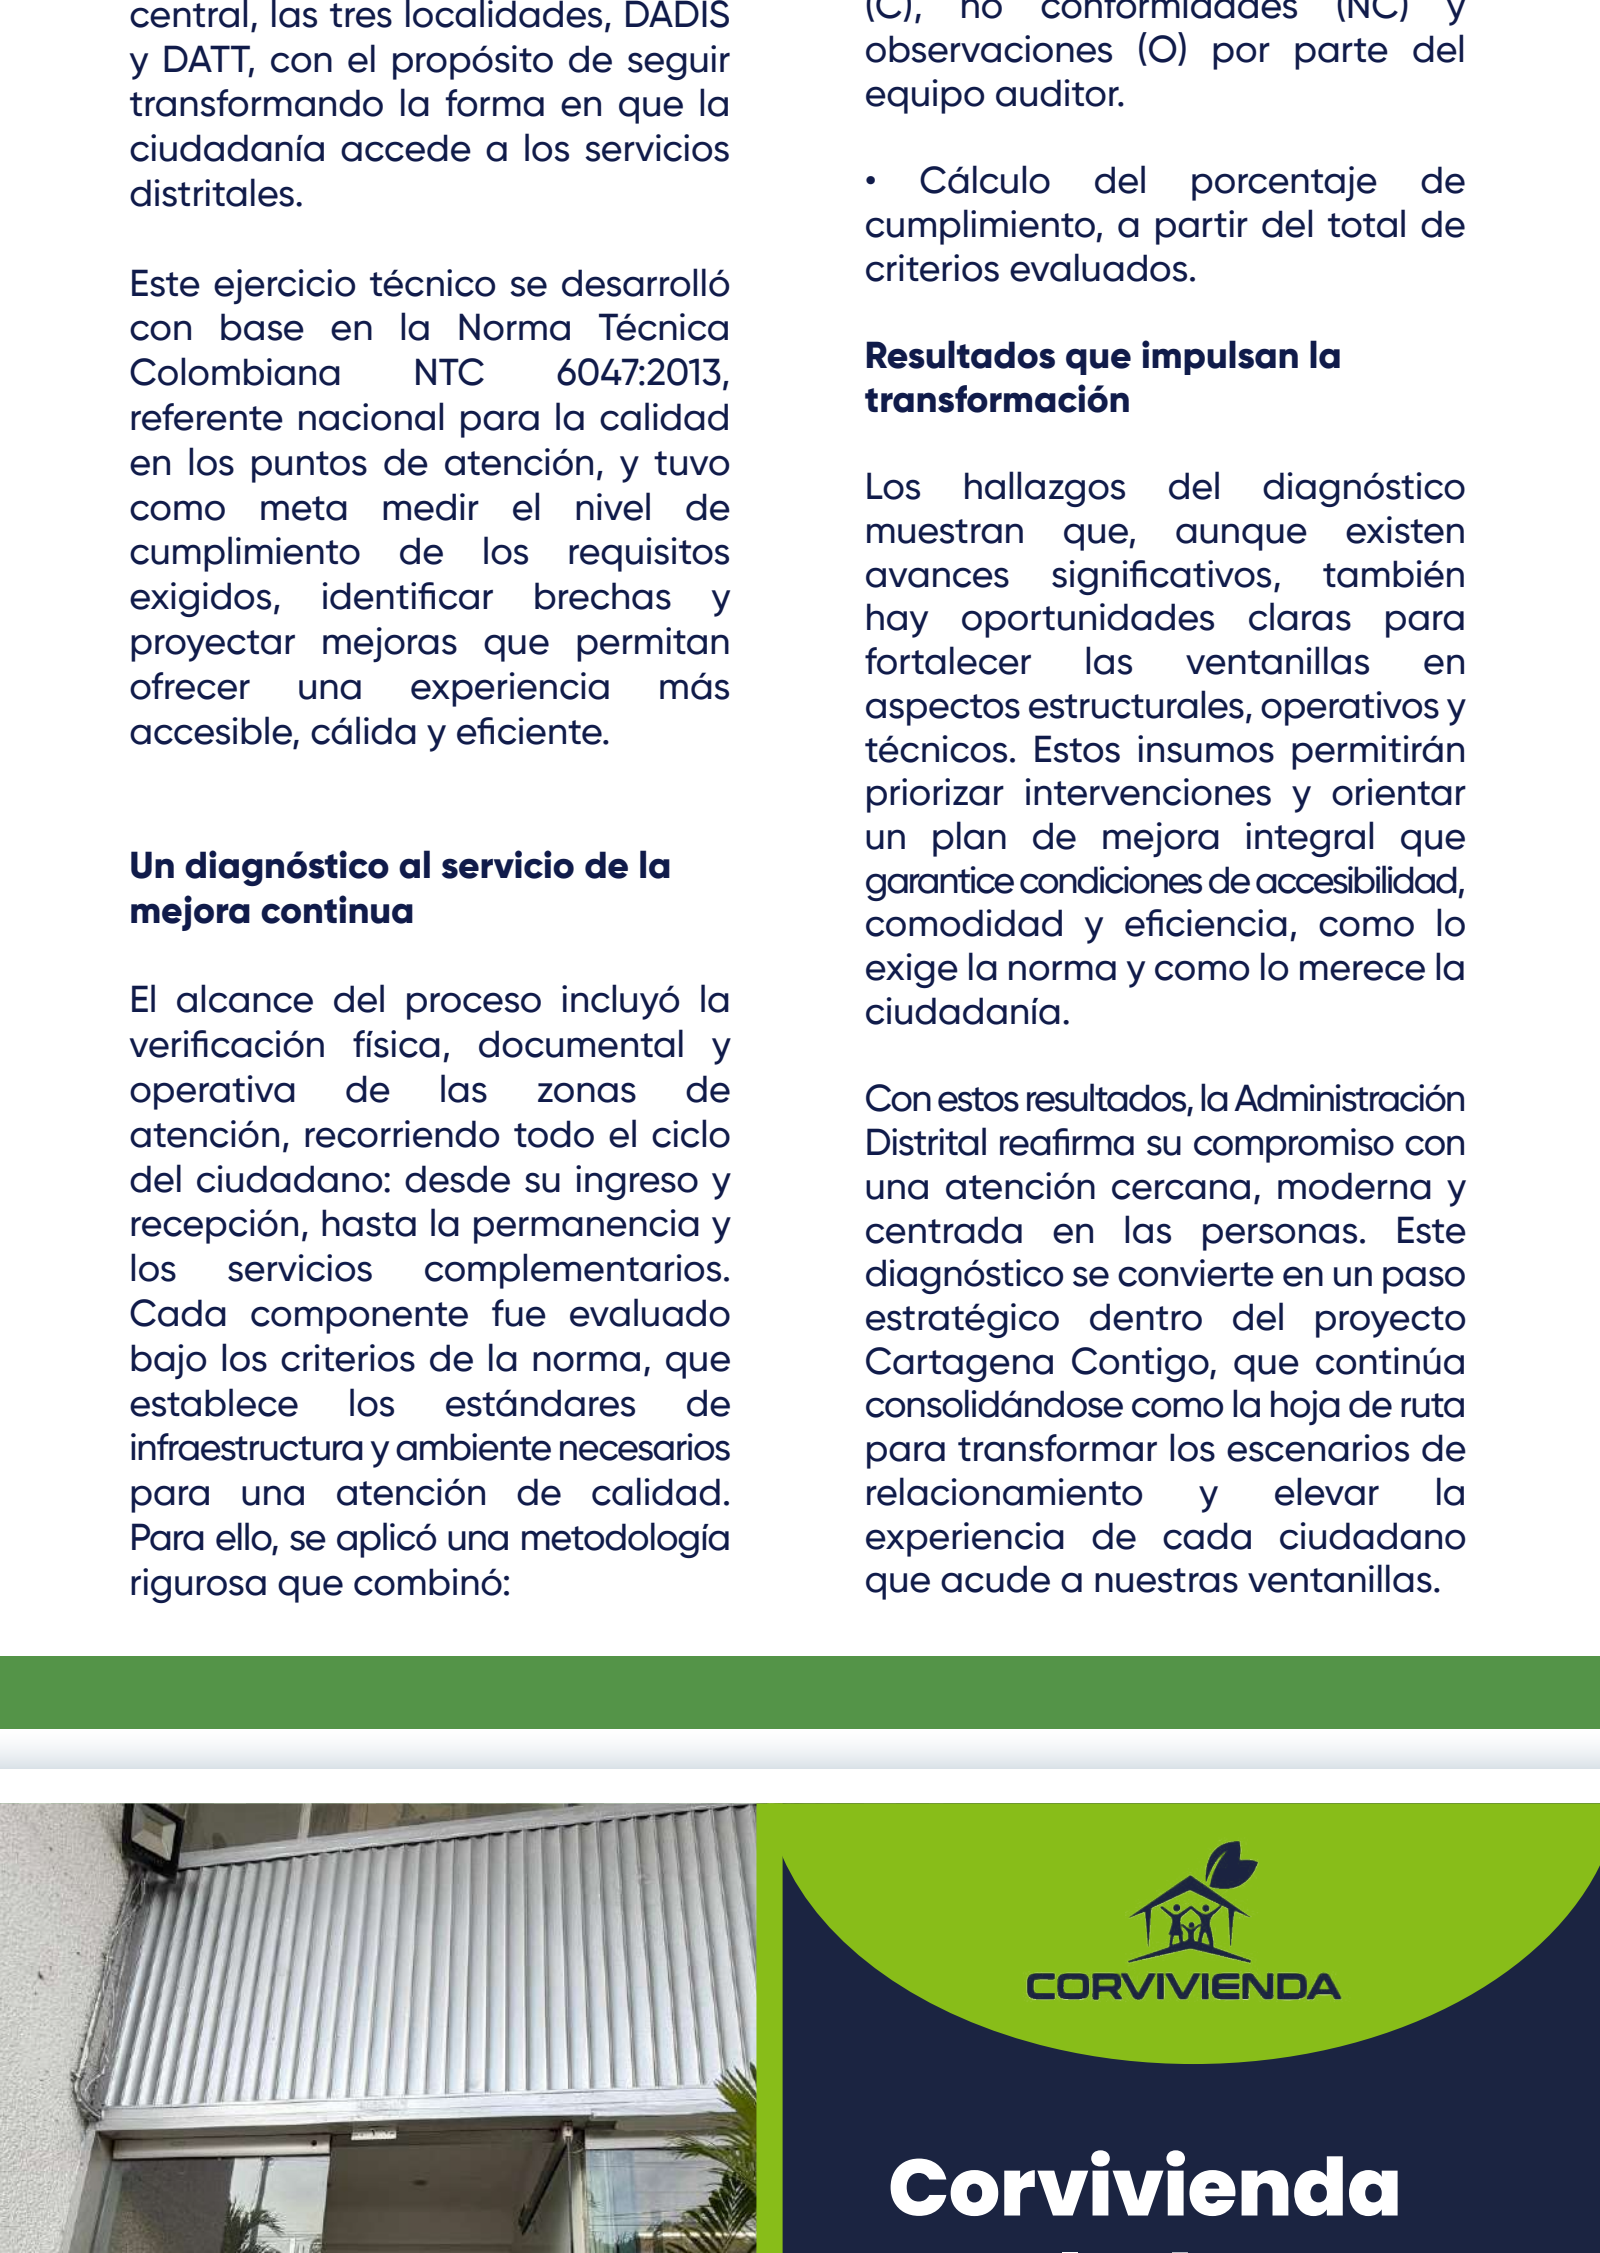 central, las tres localidades, DADIS
y DATT, con el propósito de seguir
transformando la forma en que la
ciudadanía accede a los servicios
distritales.
Este ejercicio técnico se desarrolló
con base en la Norma Técnica
Colombiana NTC 6047:2013,
referente nacional para la calidad
en los puntos de atención, y tuvo
como meta medir el nivel de
cumplimiento de los requisitos
exigidos, identificar brechas y
proyectar mejoras que permitan
ofrecer una experiencia más
accesible, cálida y eficiente.
Un diagnóstico al servicio de la
mejora continua
El alcance del proceso incluyó la
verificación física, documental y
operativa de las zonas de
atención, recorriendo todo el ciclo
del ciudadano: desde su ingreso y
recepción, hasta la permanencia y
los servicios complementarios.
Cada componente fue evaluado
bajo los criterios de la norma, que
establece los estándares de
infraestructura y ambiente necesarios
para una atención de calidad.
Para ello, se aplicó una metodología
rigurosa que combinó:
(C), no conformidades (NC) y
observaciones (O) por parte del
equipo auditor.
• Cálculo del porcentaje de
cumplimiento, a partir del total de
criterios evaluados.
Resultados que impulsan la
transformación
Los hallazgos del diagnóstico
muestran que, aunque existen
avances significativos, también
hay oportunidades claras para
fortalecer las ventanillas en
aspectos estructurales, operativos y
técnicos. Estos insumos permitirán
priorizar intervenciones y orientar
un plan de mejora integral que
garantice condiciones de accesibilidad,
comodidad y eficiencia, como lo
exige la norma y como lo merece la
ciudadanía.
Con estos resultados, la Administración
Distrital reafirma su compromiso con
una atención cercana, moderna y
centrada en las personas. Este
diagnóstico se convierte en un paso
estratégico dentro del proyecto
Cartagena Contigo, que continúa
consolidándose como la hoja de ruta
para transformar los escenarios de
relacionamiento y elevar la
experiencia de cada ciudadano
que acude a nuestras ventanillas.
CORVIVIENDA
Corvivienda